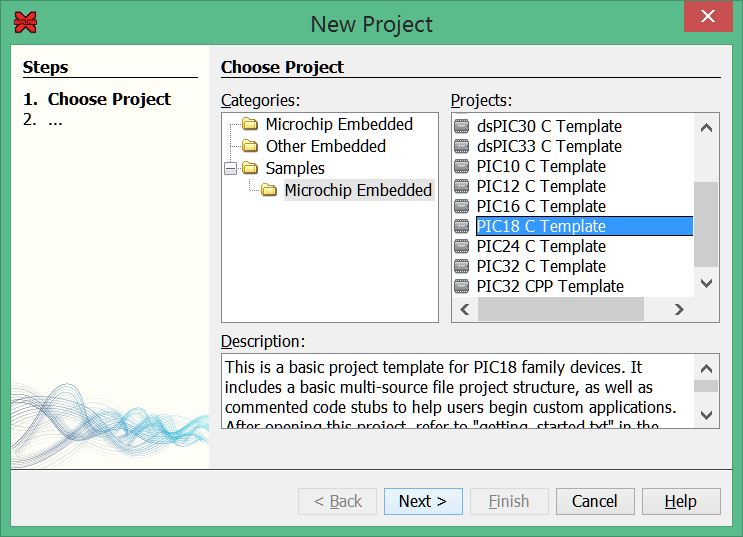 New Project
Steps
1. Choose Project
2. ...
Choose Project
Categories:
Microchip Embedded
Other Embedded
Samples
Microchip Embedded
Projects:
dsPIC30 C Template
dsPIC33 C Template
PIC10 C Template
PIC12 C Template
PIC16 C Template
PIC18 C Template
PIC24 C Template
PIC32 C Template
PIC32 CPP Template
Description:
This is a basic project template for PIC18 family devices. It
includes a basic multi-source file project structure, as well as
commented code stubs to help users begin custom applications.
After opening this project, refer to "getting_started.txt" in the
< Back
Next >
Finish
Cancel
Help